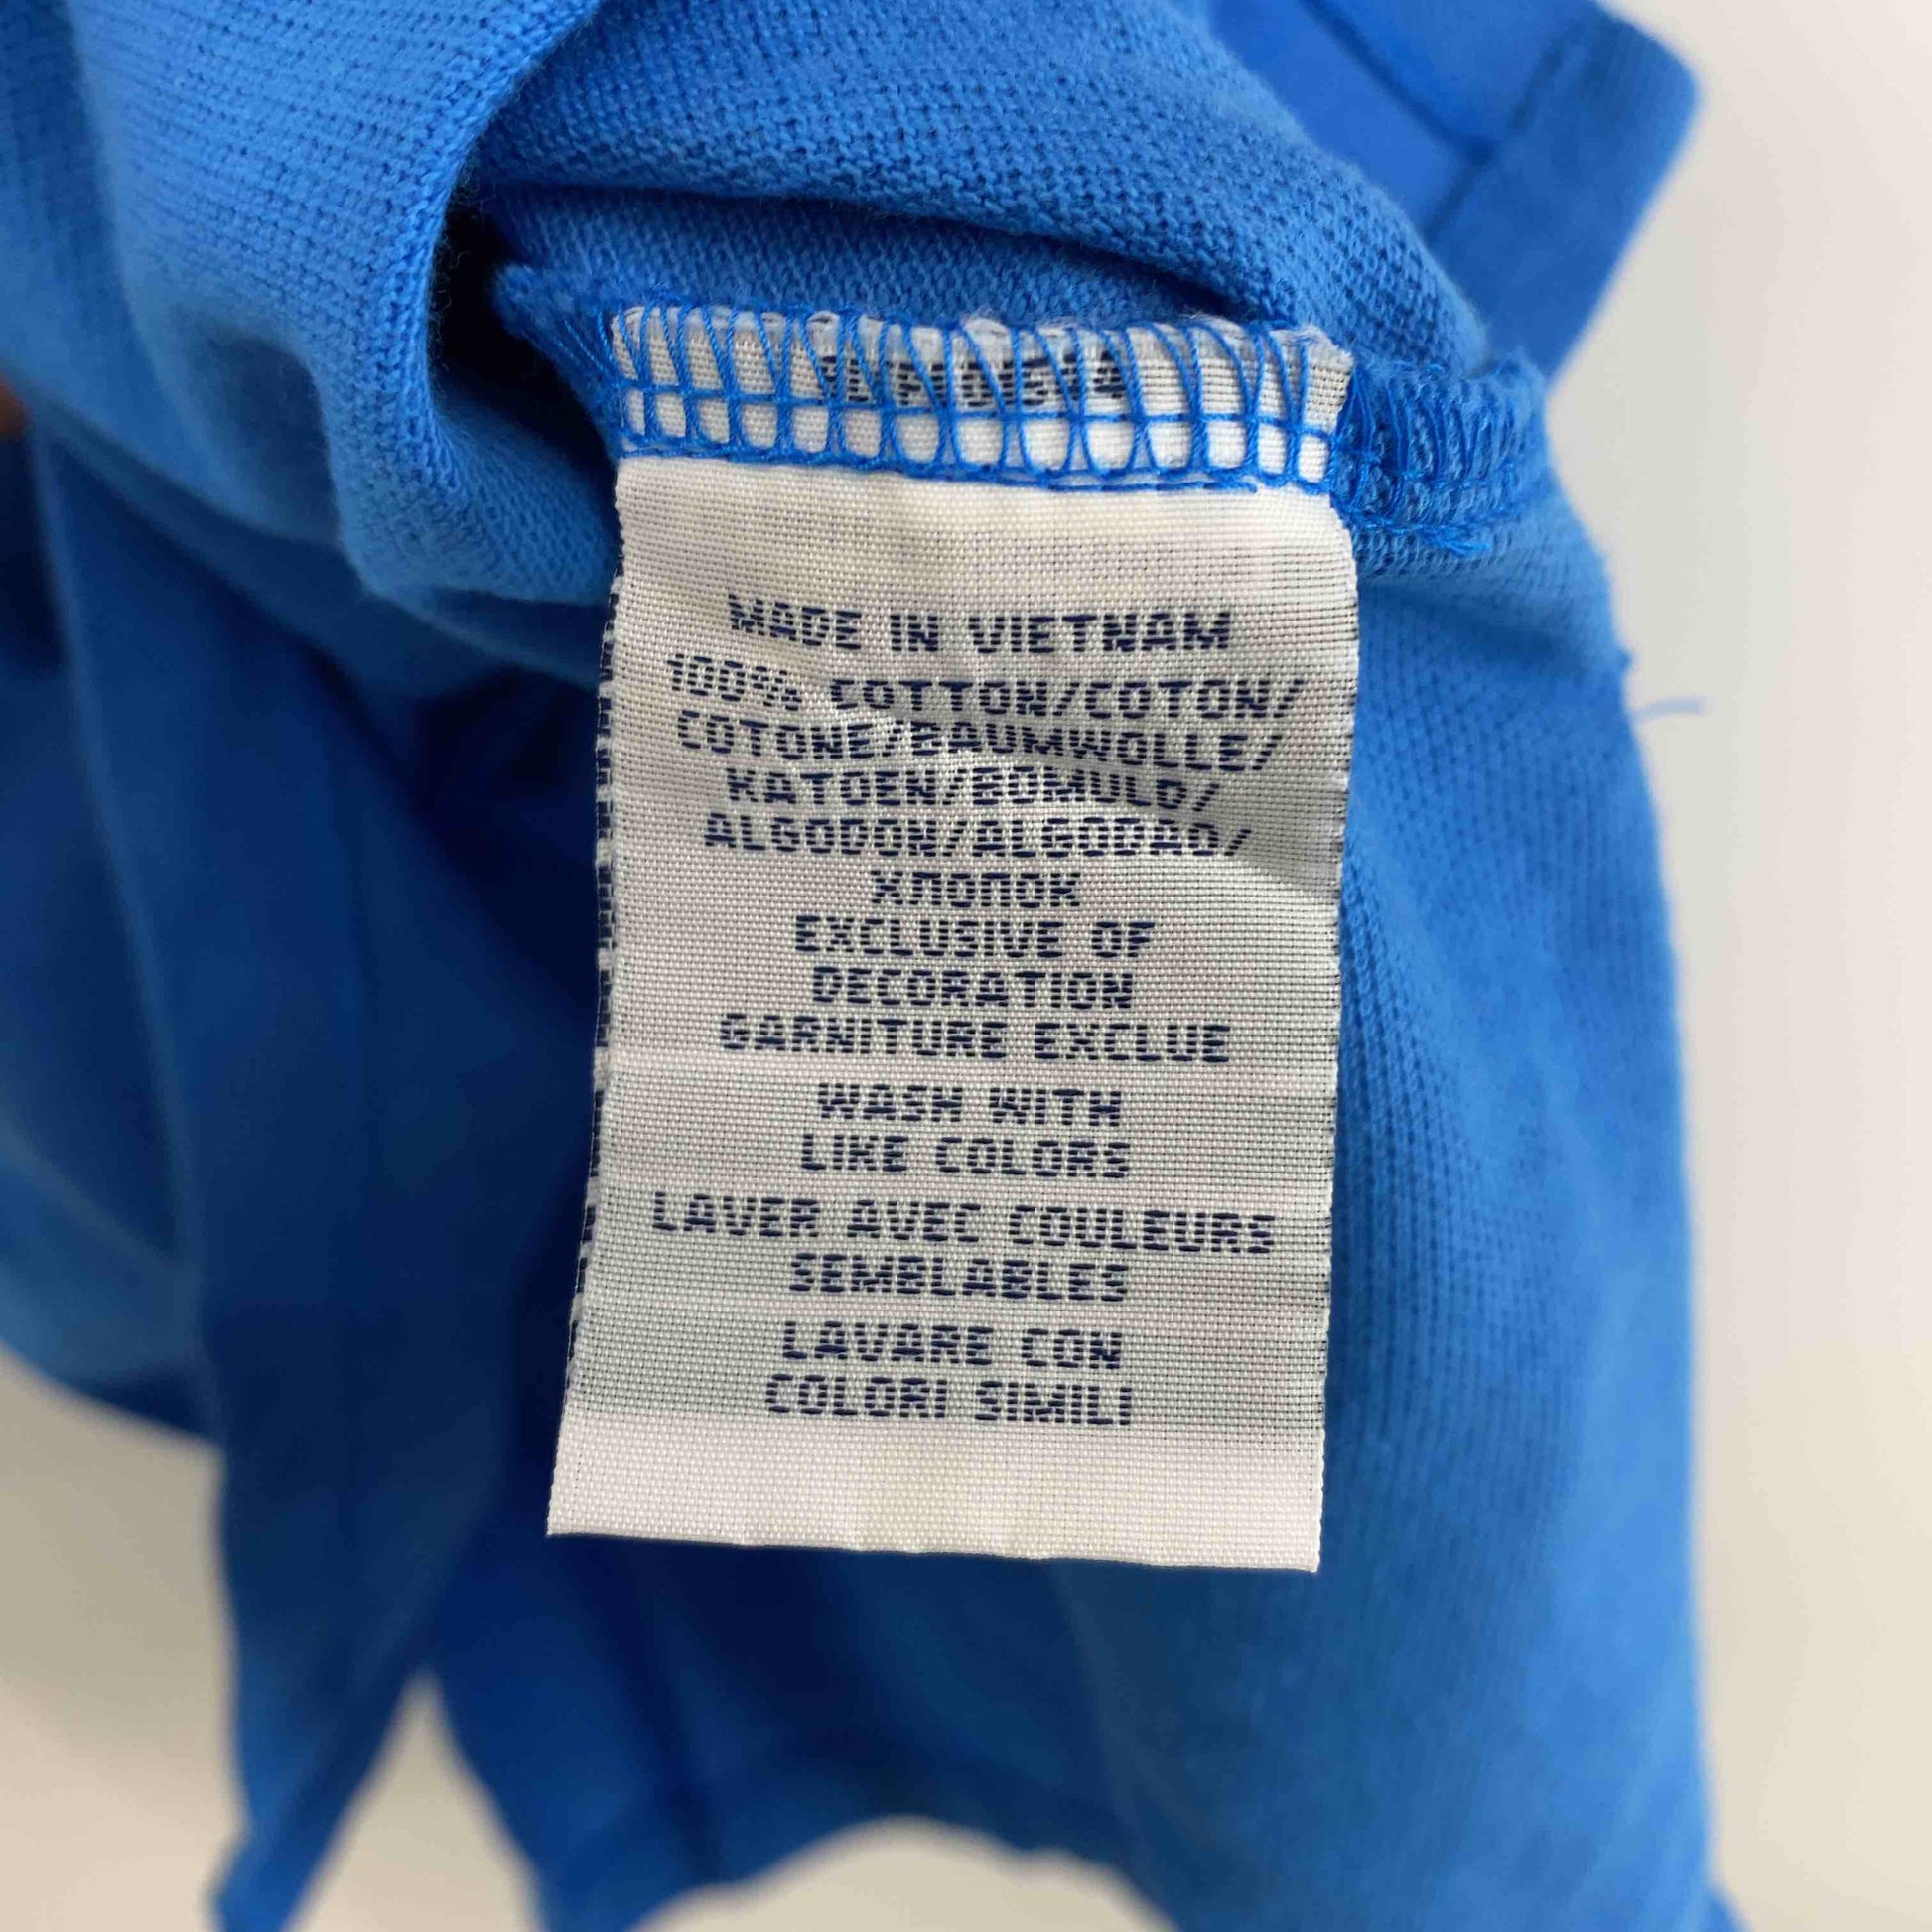 MADE IN VIETNAM
100% COTTON/COTON/
COTONE/BAUMWOLLE/
KATOEN/BOMULD/
ALGODON/ALGODAO/
ХЛОПОК
EXCLUSIVE OF
DECORATION
GARNITURE EXCLUE
WASH WITH
LIKE COLORS
LAVER AVEC COULEURS
SEMBLABLES
LAVARE CON
COLORI SIMILI